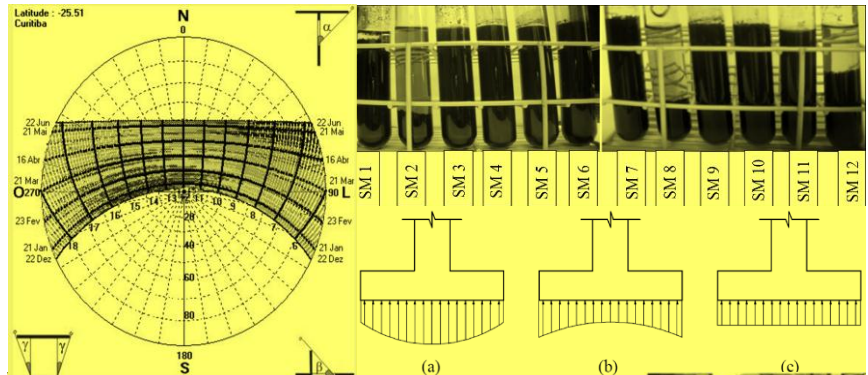 Latitude : -25.51
Curitiba
N
0
α
22 Jun
21 Mai
16 Abr
21 Mar
O 270
23 Fev
21 Jan
22 Dez
22 Jun
21 Mai
16 Abr
21 Mar
90 L
23 Fev
21 Jan
22 Dez
18 17 16 15 14 13 12 11 10 9 8 7 6
20
40
60
80
180
S
γ γ
β
SM 1
SM 2
SM 3
SM 4
SM 5
SM 6
SM 7
SM 8
SM 9
SM 10
SM 11
SM 12
(a)
(b)
(c)